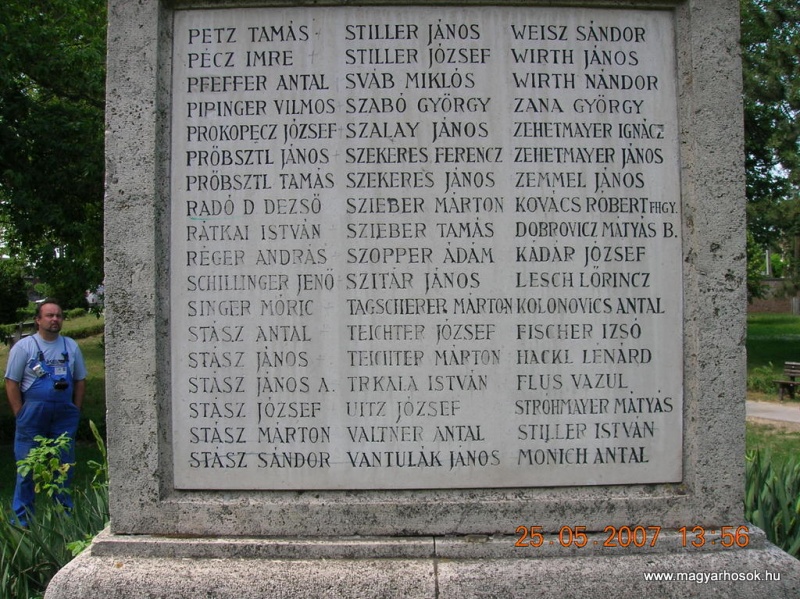 PETZ TAMÁS
PÉCZ IMRE
PFEFFER ANTAL
PIPINGER VILMOS
PROKOPECZ JÓZSEF
PRÖBSZTL JÁNOS
PRÖBSZTL TAMÁS
RADÓ D DEZSŐ
RÁTKAI ISTVÁN
RÉGER ANDRÁS
SCHILLINGER JENŐ
SINGER MÓRIC
STÁSZ ANTAL
STÁSZ JÁNOS
STÁSZ JÁNOS A.
STÁSZ JÓZSEF
STÁSZ MÁRTON
STÁSZ SÁNDOR
STILLER JÁNOS
STILLER JÓZSEF
SVÁB MIKLÓS
SZABÓ GYÖRGY
SZALAY JÁNOS
SZEKERES FERENCZ
SZEKERES JÁNOS
SZIEBER MÁRTON
SZIEBER TAMÁS
SZOPPER ÁDÁM
SZITÁR JÁNOS
TAGSCHERER MÁRTON
TEICHTER JÓZSEF
TEICHTER MÁRTON
TRKALA ISTVÁN
UITZ JÓZSEF
VALTNER ANTAL
VANTULÁK JÁNOS
WEISZ SÁNDOR
WIRTH JÁNOS
WIRTH NÁNDOR
ZANA GYÖRGY
ZEHETMAYER IGNÁCZ
ZEHETMAYER JÁNOS
ZEMMEL JÁNOS
KOVÁCS RÓBERT FHGY.
DOBROVICZ MÁTYÁS B.
KÁDÁR JÓZSEF
LESCH LŐRINCZ
KOLONOVICS ANTAL
FISCHER IZSÓ
HACKL LÉNÁRD
FLUS VAZUL
STROHMAYER MÁTYÁS
STILLER ISTVÁN
MONICH ANTAL
25.05.2007 13:56
www.magyarhosok.hu